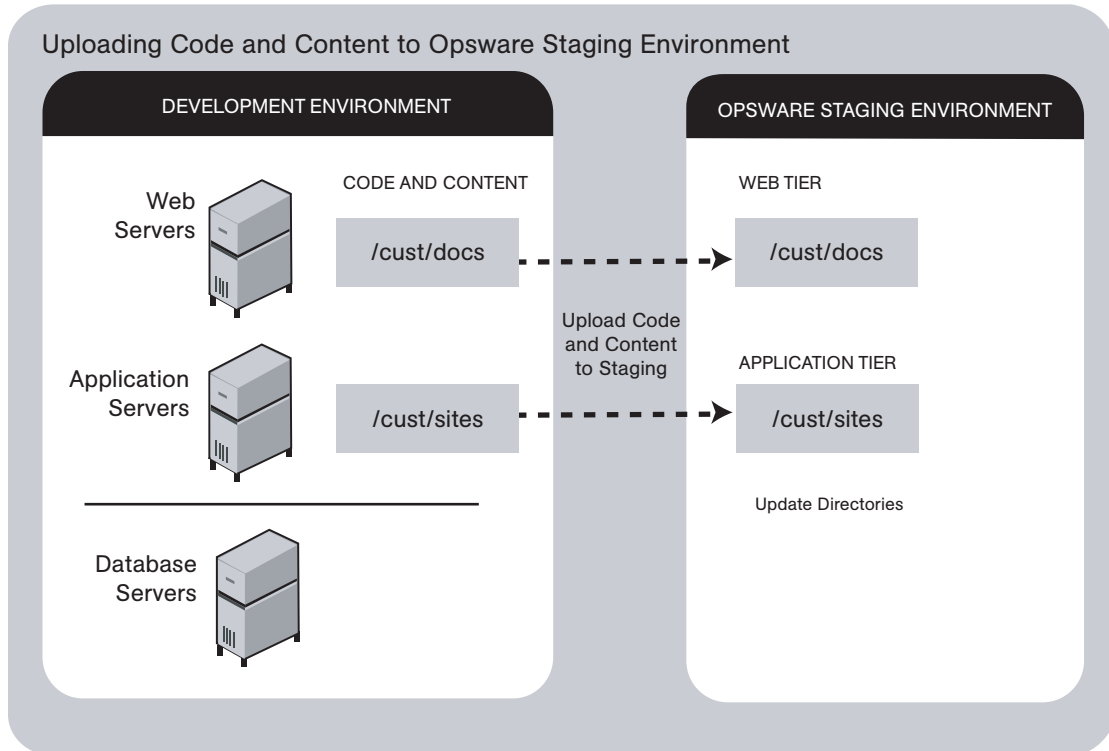 Uploading Code and Content to Opsware Staging Environment
DEVELOPMENT ENVIRONMENT
Web
Servers
CODE AND CONTENT
/cust/docs
Application
Servers
/cust/sites
Database
Servers
Upload Code
and Content
to Staging
OPSWARE STAGING ENVIRONMENT
WEB TIER
/cust/docs
APPLICATION TIER
/cust/sites
Update Directories